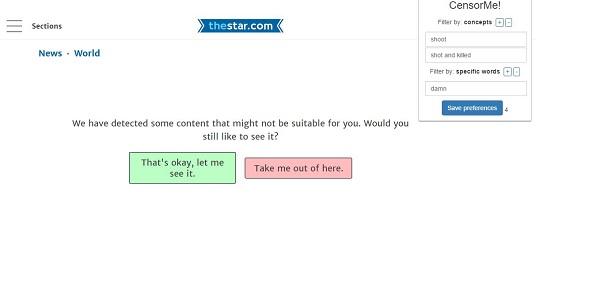 CensorMe!
Sections
thestar.com
Filter by: concepts + -
shoot
News · World
shot and killed
Filter by: specific words + -
damn
Save preferences 4
We have detected some content that might not be suitable for you. Would you
still like to see it?
That's okay, let me
see it.
Take me out of here.